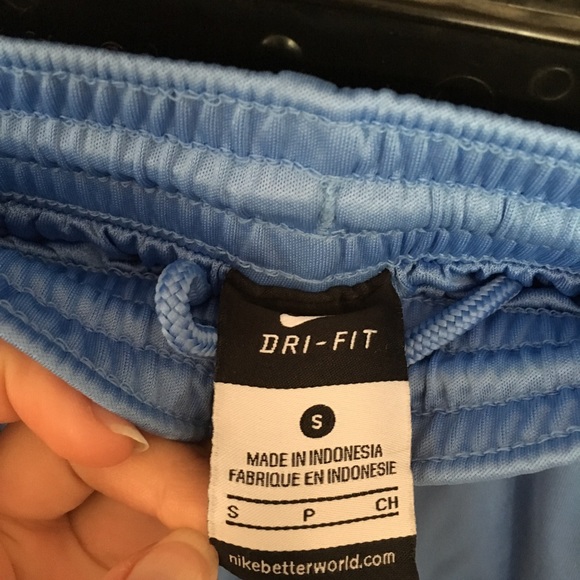 DRI-FIT
S
MADE IN INDONESIA
FABRIQUE EN INDONESIE
S P CH
nikebetterworld.com